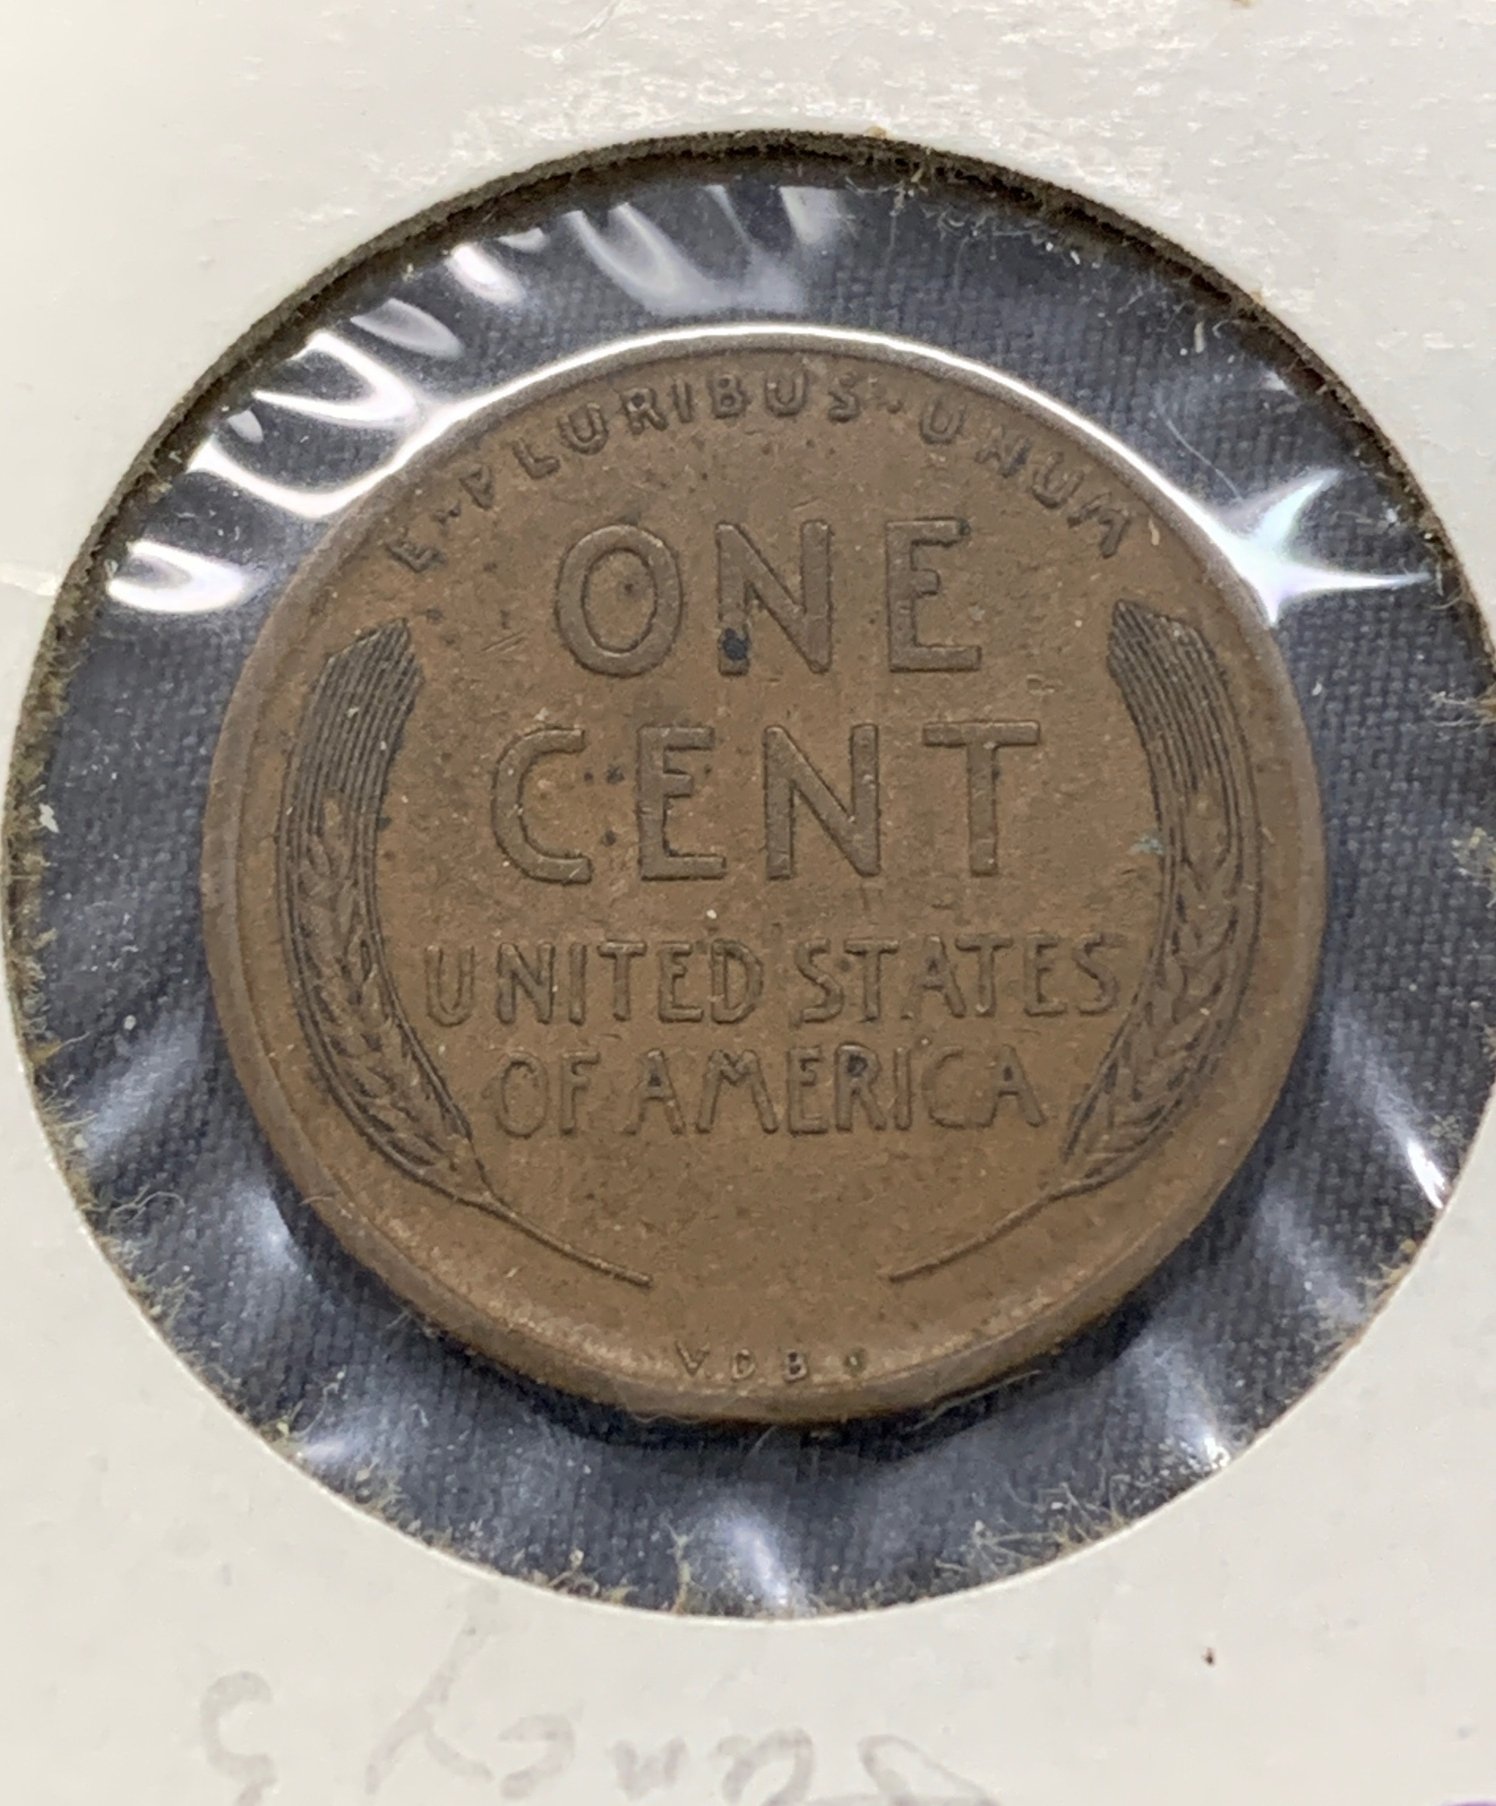 E·PLURIBUS·UNUM
ONE
CENT
UNITED STATES
OF AMERICA
V.D.B.